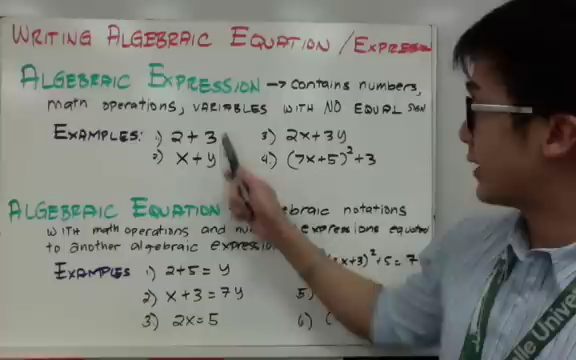 WRITING ALGEBRAIC EQUATION / EXPRESSION
ALGEBRAIC EXPRESSION → contains numbers,
math operations, VARIABLES WITH NO EQUAL SIGN
EXAMPLES: 1) 2 + 3 3) 2x + 3y
2) x + y 4) (7x+5)² + 3
ALGEBRAIC EQUATION algebraic notations
with math operations and expressions equated
to another algebraic
EXAMPLES 1) 2 + 5 = y x+3)² + 5 = 7
2) x + 3 = 7y 5)
3) 2x = 5 6) (